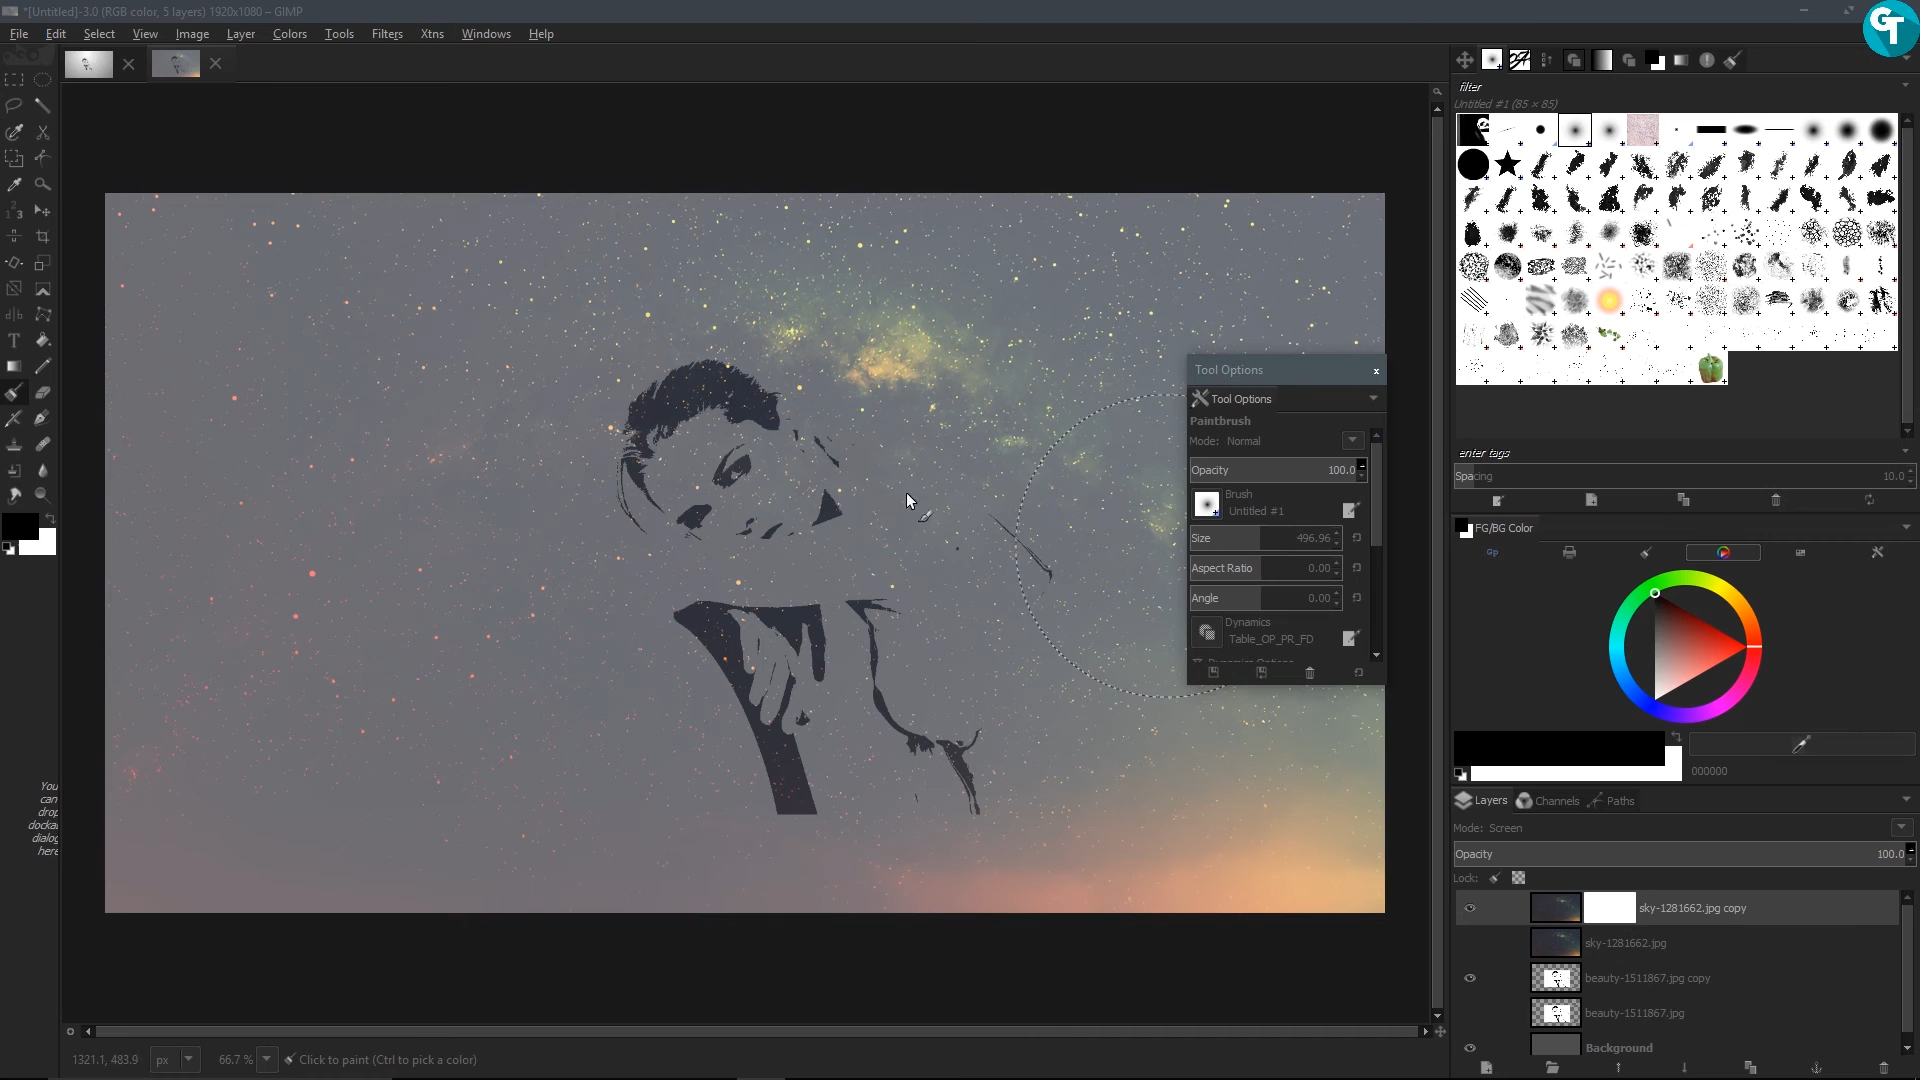 *[Untitled]-3.0 (RGB color, 5 layers) 1920x1080 – GIMP
GT
File Edit Select View Image Layer Colors Tools Filters Xtns Windows Help
filter
Untitled #1 (85 × 85)
Tool Options
Tool Options
Paintbrush
Mode: Normal
Opacity 100.0
Brush
Untitled #1
Size 496.96
Aspect Ratio 0.00
Angle 0.00
Dynamics
Table_OP_PR_FD
Dynamics Options
enter tags
Spacing 10.0
FG/BG Color
000000
Layers Channels Paths
Mode: Screen
Opacity 100.0
Lock:
sky-1281662.jpg copy
sky-1281662.jpg
beauty-1511867.jpg copy
beauty-1511867.jpg
Background
You
can
drop
dockab
dialog
here
1321.1, 483.9 px 66.7 % Click to paint (Ctrl to pick a color)